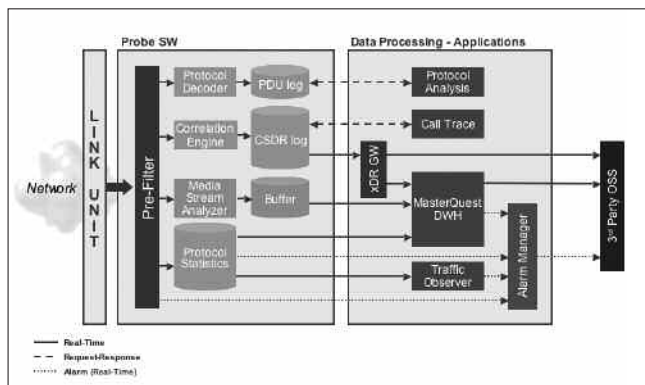 Probe SW
Data Processing - Applications
Network
LINK UNIT
Pre-Filter
Protocol
Decoder
PDU log
Correlation
Engine
CSDR log
Media
Stream
Analyzer
Buffer
Protocol
Statistics
Protocol
Analysis
Call Trace
xDR GW
MasterQuest
DWH
Traffic
Observer
Alarm Manager
3rd Party OSS
Real-Time
Request-Response
Alarm (Real-Time)